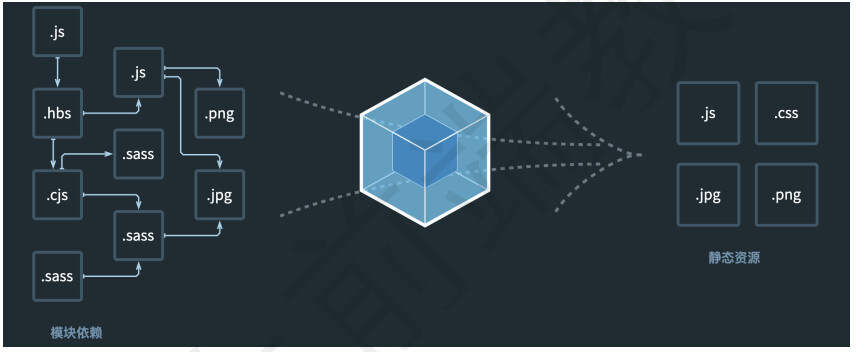 .js
.js
.hbs
.png
.sass
.cjs
.jpg
.sass
.sass
模块依赖
.js
.css
.jpg
.png
静态资源